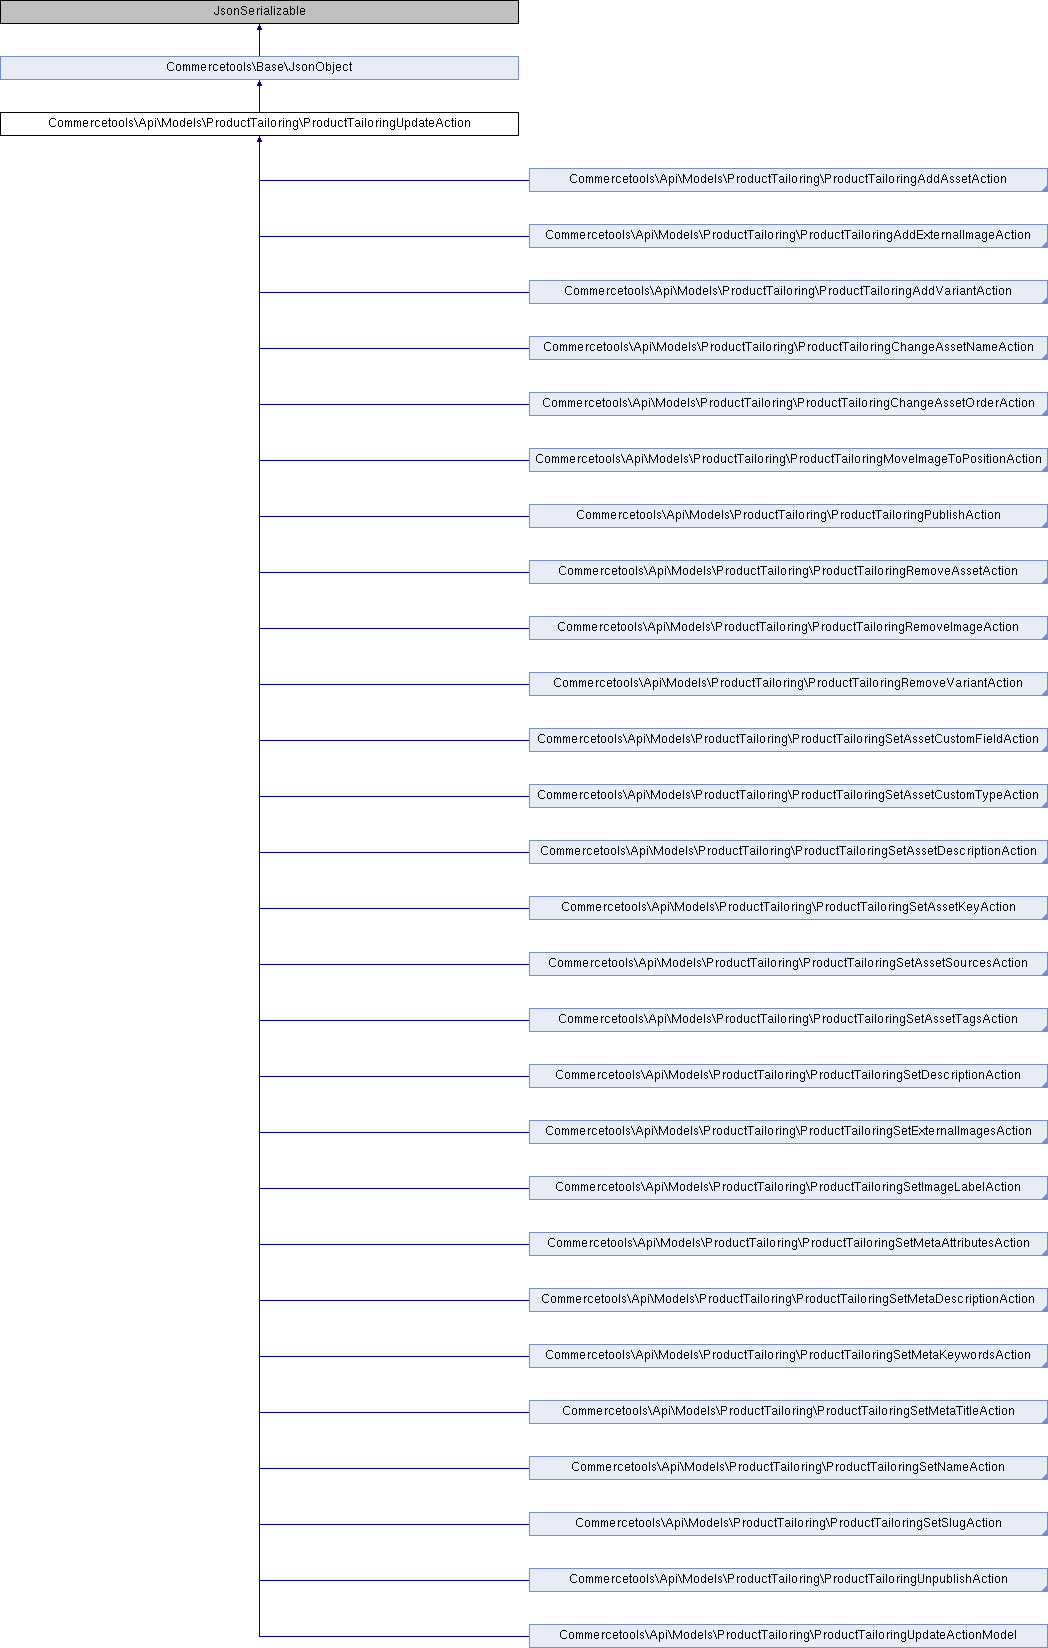 JsonSerializable
Commercetools\Base\JsonObject
Commercetools\Api\Models\ProductTailoring\ProductTailoringUpdateAction
Commercetools\Api\Models\ProductTailoring\ProductTailoringAddAssetAction
Commercetools\Api\Models\ProductTailoring\ProductTailoringAddExternalImageAction
Commercetools\Api\Models\ProductTailoring\ProductTailoringAddVariantAction
Commercetools\Api\Models\ProductTailoring\ProductTailoringChangeAssetNameAction
Commercetools\Api\Models\ProductTailoring\ProductTailoringChangeAssetOrderAction
Commercetools\Api\Models\ProductTailoring\ProductTailoringMoveImageToPositionAction
Commercetools\Api\Models\ProductTailoring\ProductTailoringPublishAction
Commercetools\Api\Models\ProductTailoring\ProductTailoringRemoveAssetAction
Commercetools\Api\Models\ProductTailoring\ProductTailoringRemoveImageAction
Commercetools\Api\Models\ProductTailoring\ProductTailoringRemoveVariantAction
Commercetools\Api\Models\ProductTailoring\ProductTailoringSetAssetCustomFieldAction
Commercetools\Api\Models\ProductTailoring\ProductTailoringSetAssetCustomTypeAction
Commercetools\Api\Models\ProductTailoring\ProductTailoringSetAssetDescriptionAction
Commercetools\Api\Models\ProductTailoring\ProductTailoringSetAssetKeyAction
Commercetools\Api\Models\ProductTailoring\ProductTailoringSetAssetSourcesAction
Commercetools\Api\Models\ProductTailoring\ProductTailoringSetAssetTagsAction
Commercetools\Api\Models\ProductTailoring\ProductTailoringSetDescriptionAction
Commercetools\Api\Models\ProductTailoring\ProductTailoringSetExternalImagesAction
Commercetools\Api\Models\ProductTailoring\ProductTailoringSetImageLabelAction
Commercetools\Api\Models\ProductTailoring\ProductTailoringSetMetaAttributesAction
Commercetools\Api\Models\ProductTailoring\ProductTailoringSetMetaDescriptionAction
Commercetools\Api\Models\ProductTailoring\ProductTailoringSetMetaKeywordsAction
Commercetools\Api\Models\ProductTailoring\ProductTailoringSetMetaTitleAction
Commercetools\Api\Models\ProductTailoring\ProductTailoringSetNameAction
Commercetools\Api\Models\ProductTailoring\ProductTailoringSetSlugAction
Commercetools\Api\Models\ProductTailoring\ProductTailoringUnpublishAction
Commercetools\Api\Models\ProductTailoring\ProductTailoringUpdateActionModel